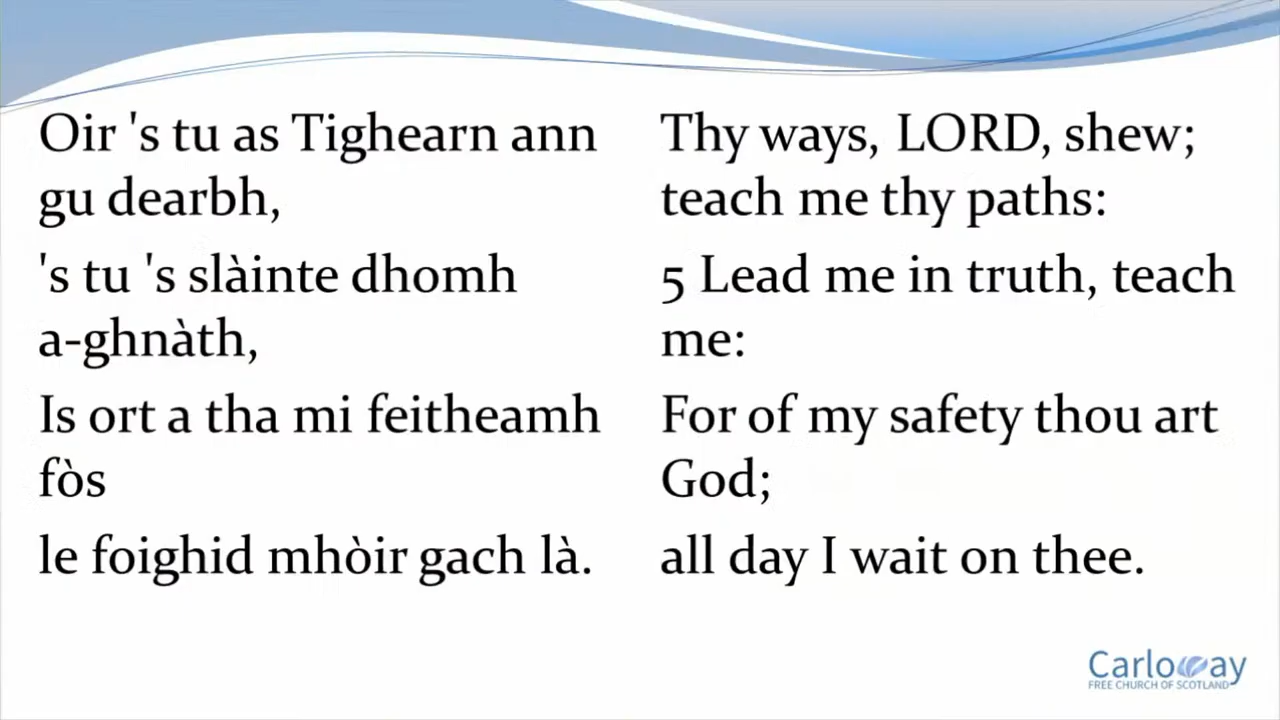 Oir 's tu as Tighearn ann
gu dearbh,
's tu 's slàinte dhomh
a-ghnàth,
Is ort a tha mi feitheamh
fòs
le foighid mhòir gach là.
Thy ways, LORD, shew;
teach me thy paths:
5 Lead me in truth, teach
me:
For of my safety thou art
God;
all day I wait on thee.
Carloway
FREE CHURCH OF SCOTLAND